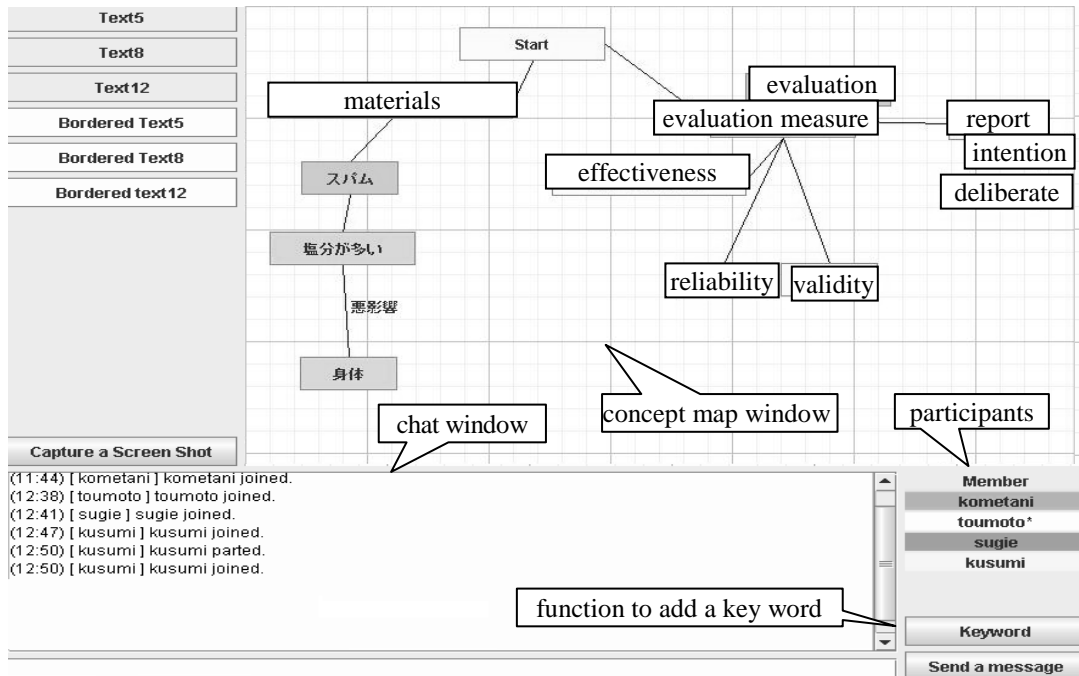 Text5
Text8
Text12
Bordered Text5
Bordered Text8
Bordered text12
Capture a Screen Shot
Start
materials
スパム
塩分が多い
悪影響
身体
evaluation
evaluation measure
effectiveness
reliability
validity
report
intention
deliberate
chat window
concept map window
participants
(11:44) [ kometani ] kometani joined.
(12:38) [ toumoto ] toumoto joined.
(12:41) [ sugie ] sugie joined.
(12:47) [ kusumi ] kusumi joined.
(12:50) [ kusumi ] kusumi parted.
(12:50) [ kusumi ] kusumi joined.
Member
kometani
toumoto*
sugie
kusumi
function to add a key word
Keyword
Send a message